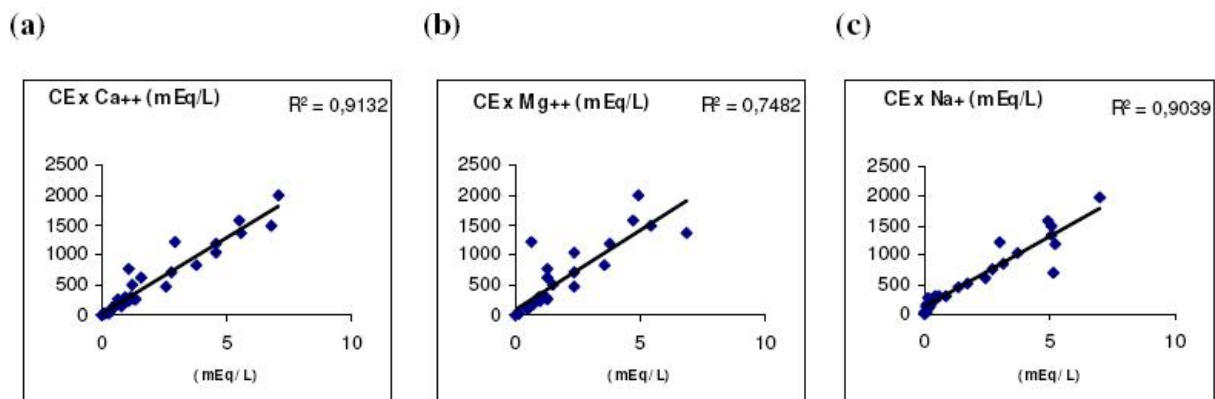 (a)
CE x Ca++ (mEq/L)
R² = 0,9132
2500
2000
1500
1000
500
0
0 5 10
(mEq/L)
(b)
CE x Mg++ (mEq/L)
R² = 0,7482
2500
2000
1500
1000
500
0
0 5 10
(mEq/L)
(c)
CE x Na+ (mEq/L)
R² = 0,9039
2500
2000
1500
1000
500
0
0 5 10
(mEq/L)